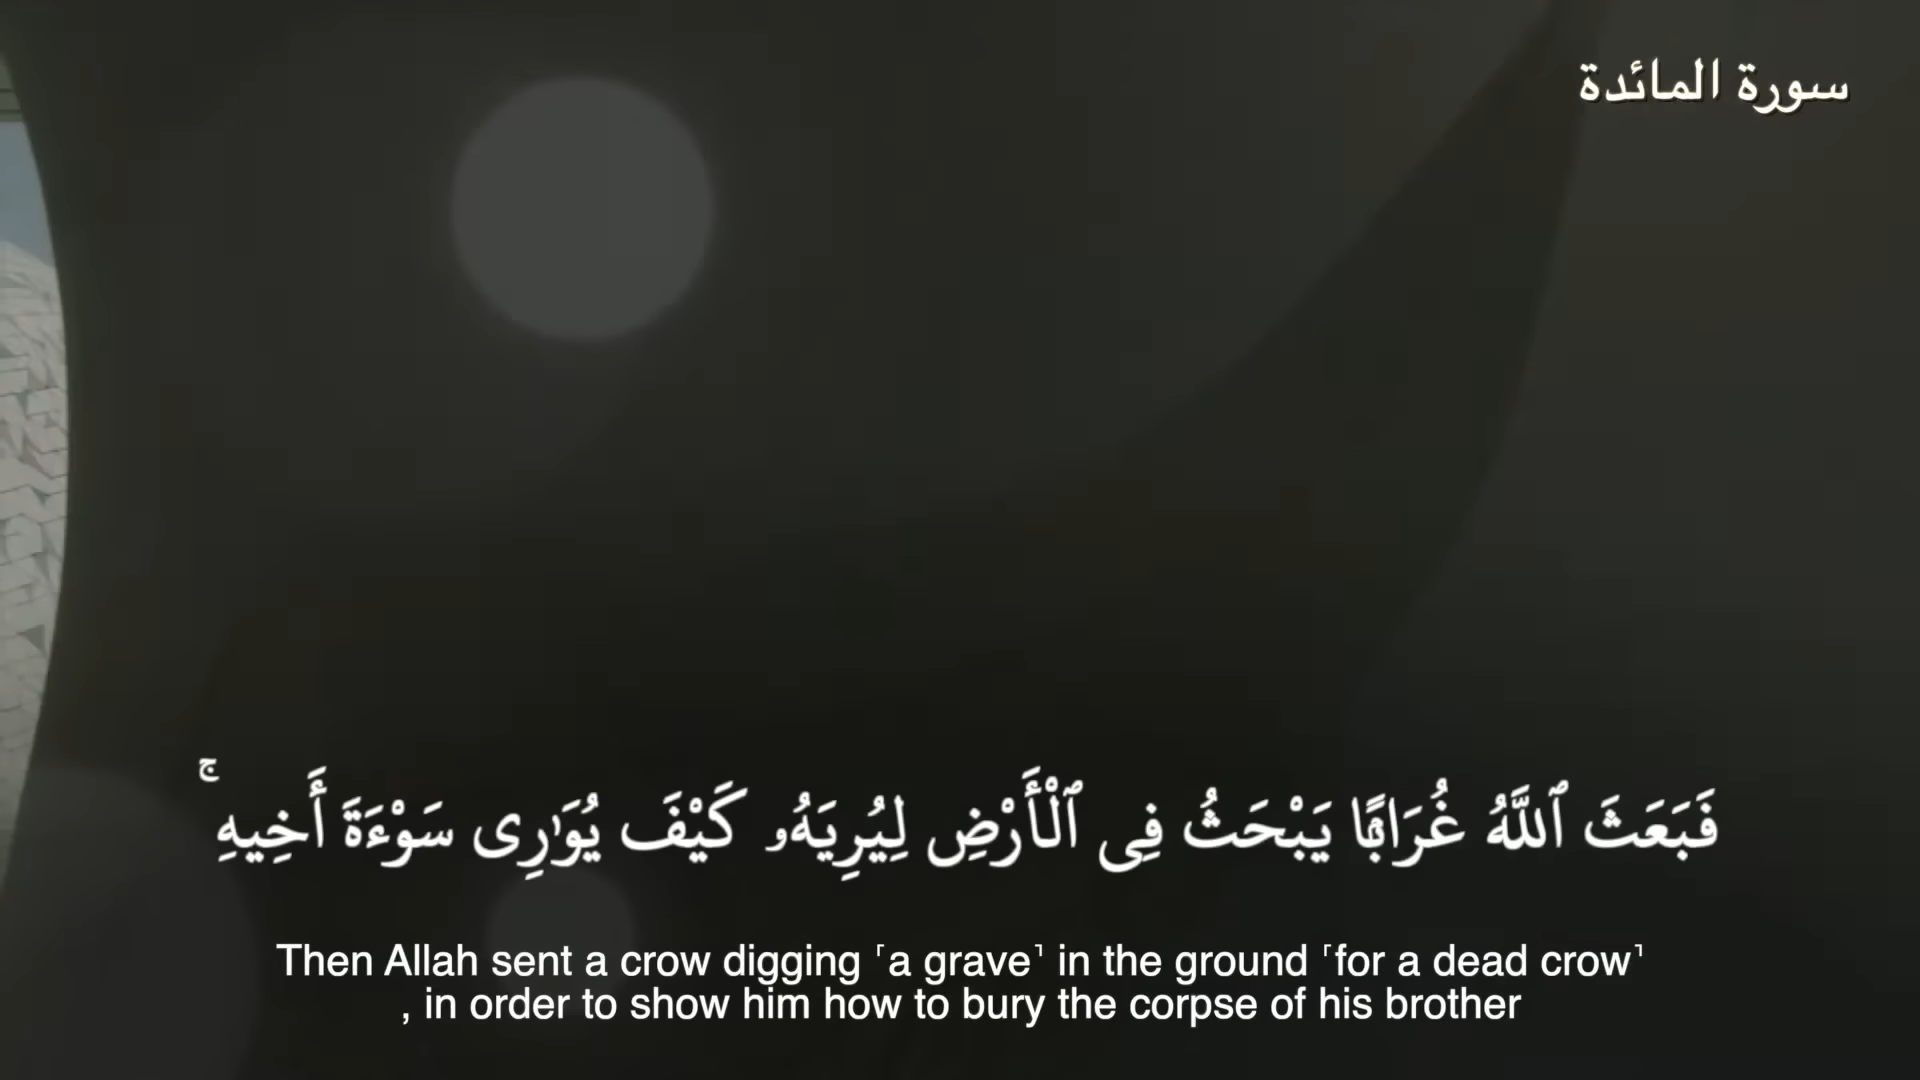 سورة المائدة
فَبَعَثَ ٱللَّهُ غُرَابًۭا يَبْحَثُ فِى ٱلْأَرْضِ لِيُرِيَهُۥ كَيْفَ يُوَٰرِى سَوْءَةَ أَخِيهِ ۚ
Then Allah sent a crow digging ˹a grave˺ in the ground ˹for a dead crow˺
, in order to show him how to bury the corpse of his brother